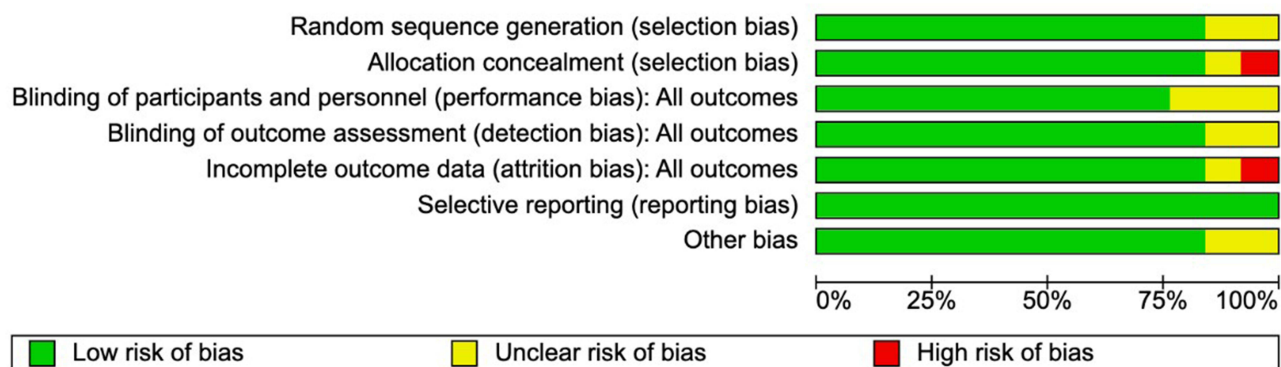 Random sequence generation (selection bias)
Allocation concealment (selection bias)
Blinding of participants and personnel (performance bias): All outcomes
Blinding of outcome assessment (detection bias): All outcomes
Incomplete outcome data (attrition bias): All outcomes
Selective reporting (reporting bias)
Other bias
0% 25% 50% 75% 100%
Low risk of bias Unclear risk of bias High risk of bias